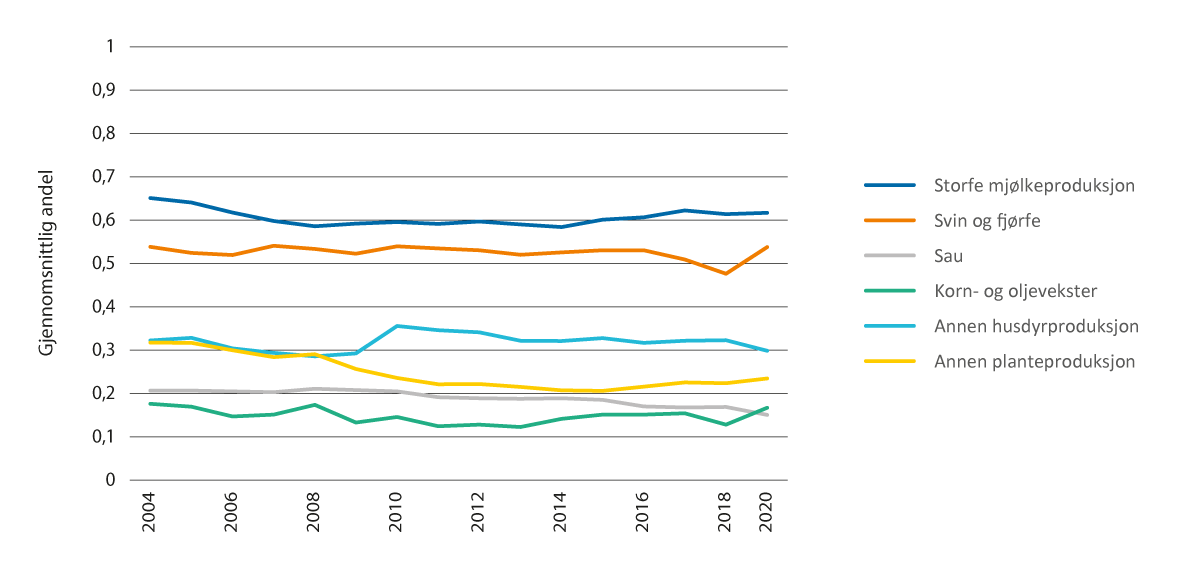 Gjennomsnittlig andel
1
0,9
0,8
0,7
0,6
0,5
0,4
0,3
0,2
0,1
0
2004
2006
2008
2010
2012
2014
2016
2018
2020
Storfe mjølkeproduksjon
Svin og fjørfe
Sau
Korn- og oljevekster
Annen husdyrproduksjon
Annen planteproduksjon